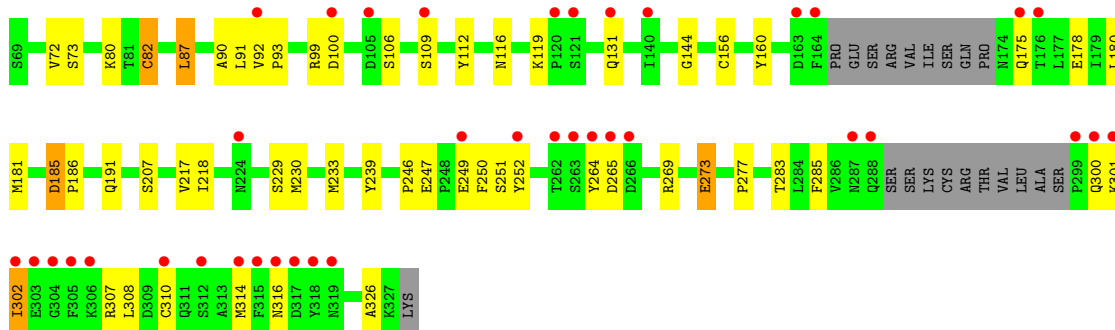 S69 V72 S73 K80 T81 C82 L87 A90 L91 V92 P93 R99 D100 D105 S106 S109 Y112 N116 K119 P120 S121 Q131 I140 G144 C156 Y160 D163 F164 PRO GLU SER ARG VAL ILE SER GLN PRO N174 Q175 T176 L177 E178 I179 L180
M181 D185 P186 Q191 S207 V217 I218 N224 S229 M230 M233 Y239 P246 E247 P248 E249 F250 S251 Y252 T262 S263 Y264 D265 D266 R269 E273 P277 T283 L284 F285 V286 N287 Q288 SER SER LYS CYS ARG THR VAL LEU ALA SER P299 Q300 K301
I302 E303 G304 F305 K306 R307 L308 D309 C310 Q311 S312 A313 M314 F315 N316 D317 Y318 N319 A326 K327 LYS